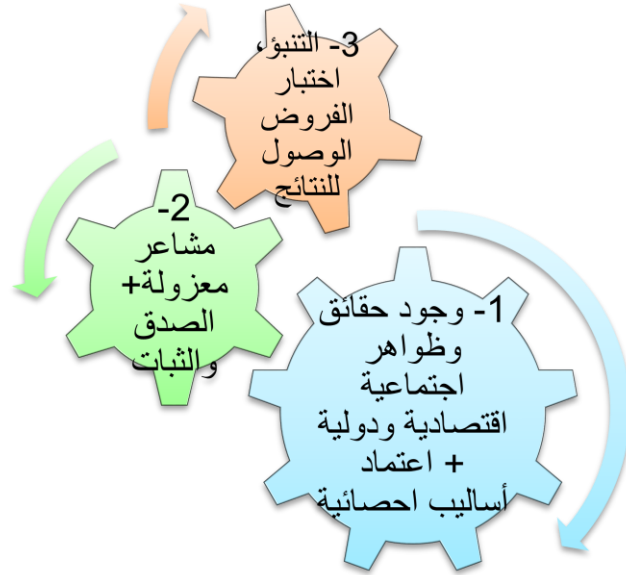 1- وجود حقائق
وظواهر
اجتماعية
اقتصادية ودولية
+ اعتماد
أساليب احصائية
2-
مشاعر
معزولة+
الصدق
والثبات
3- التنبؤ،
اختبار
الفروض
الوصول
للنتائج